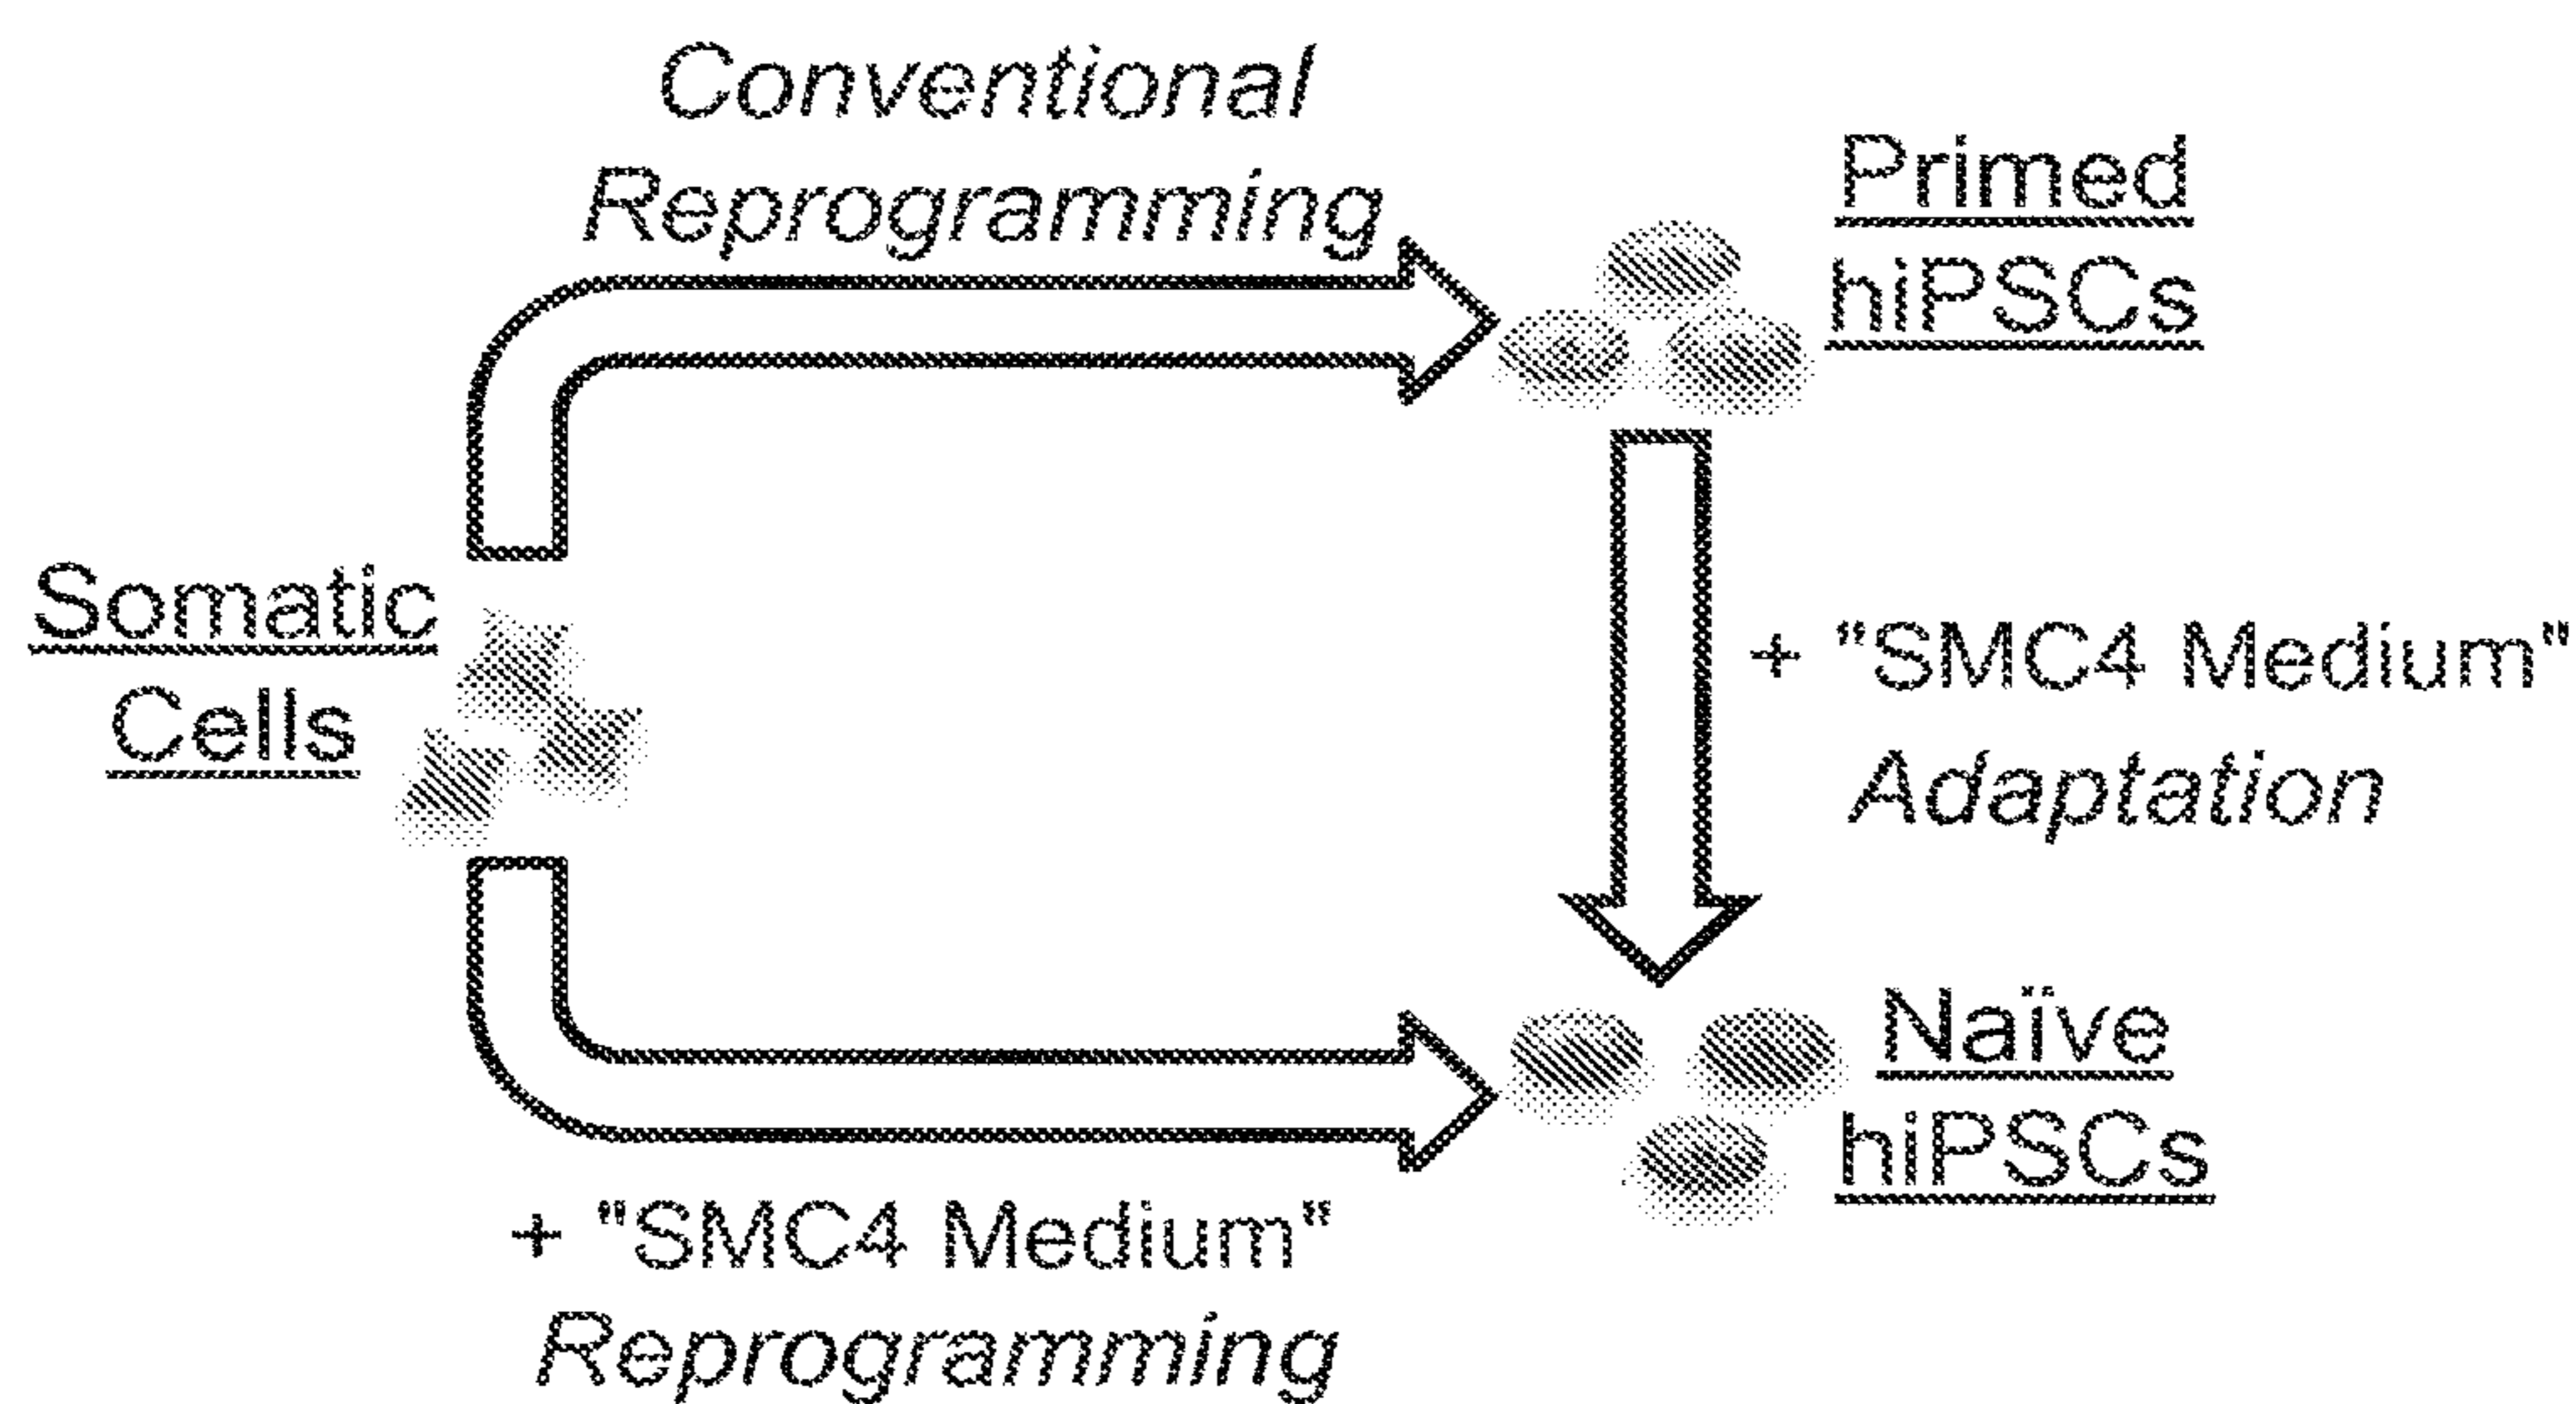 Conventional
Reprogramming
Primed
hiPSCs
Somatic
Cells
+ "SMC4 Medium"
Adaptation
Naïve
hiPSCs
+ "SMC4 Medium"
Reprogramming